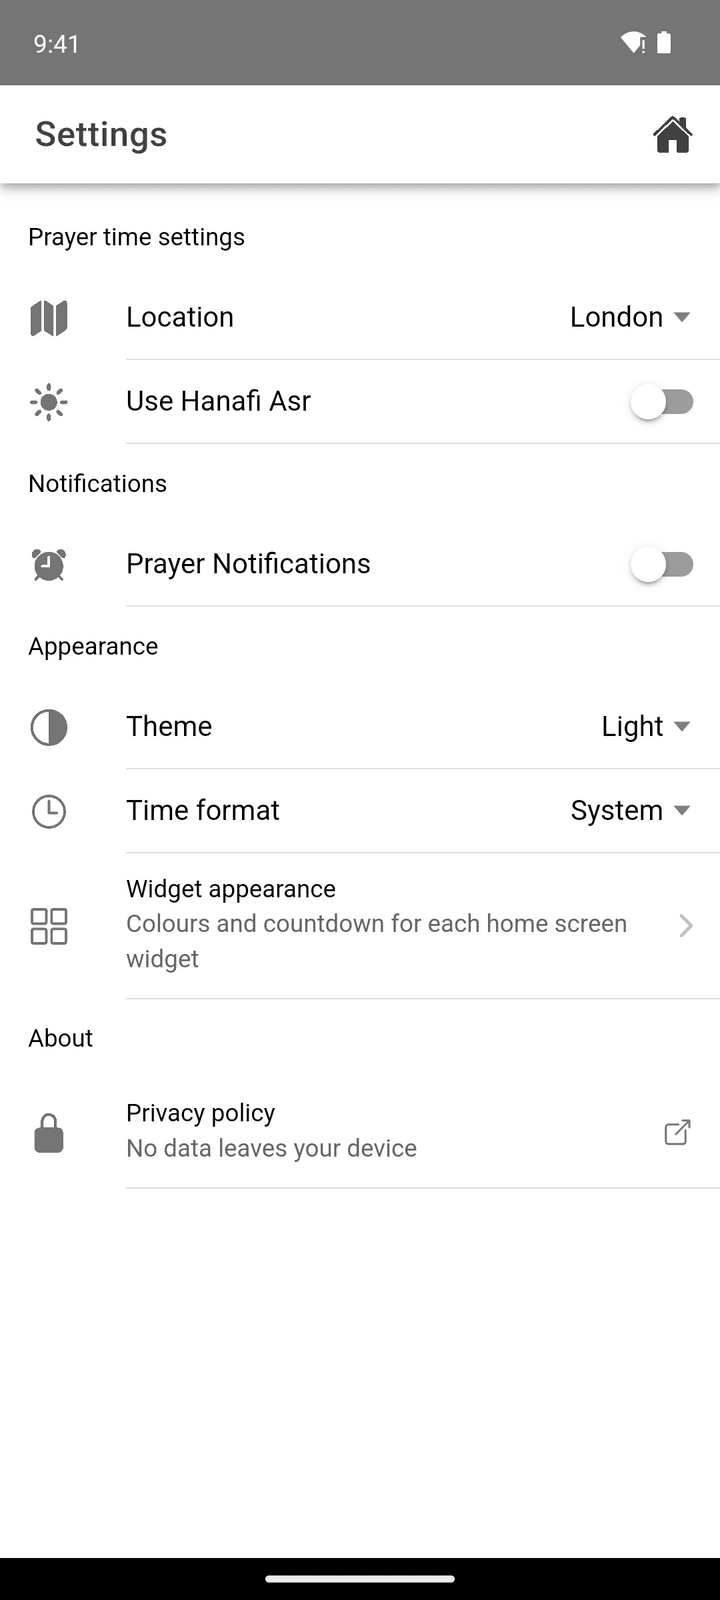 9:41
Settings
Prayer time settings
Location
London
Use Hanafi Asr
Notifications
Prayer Notifications
Appearance
Theme
Light
Time format
System
Widget appearance
Colours and countdown for each home screen
widget
About
Privacy policy
No data leaves your device